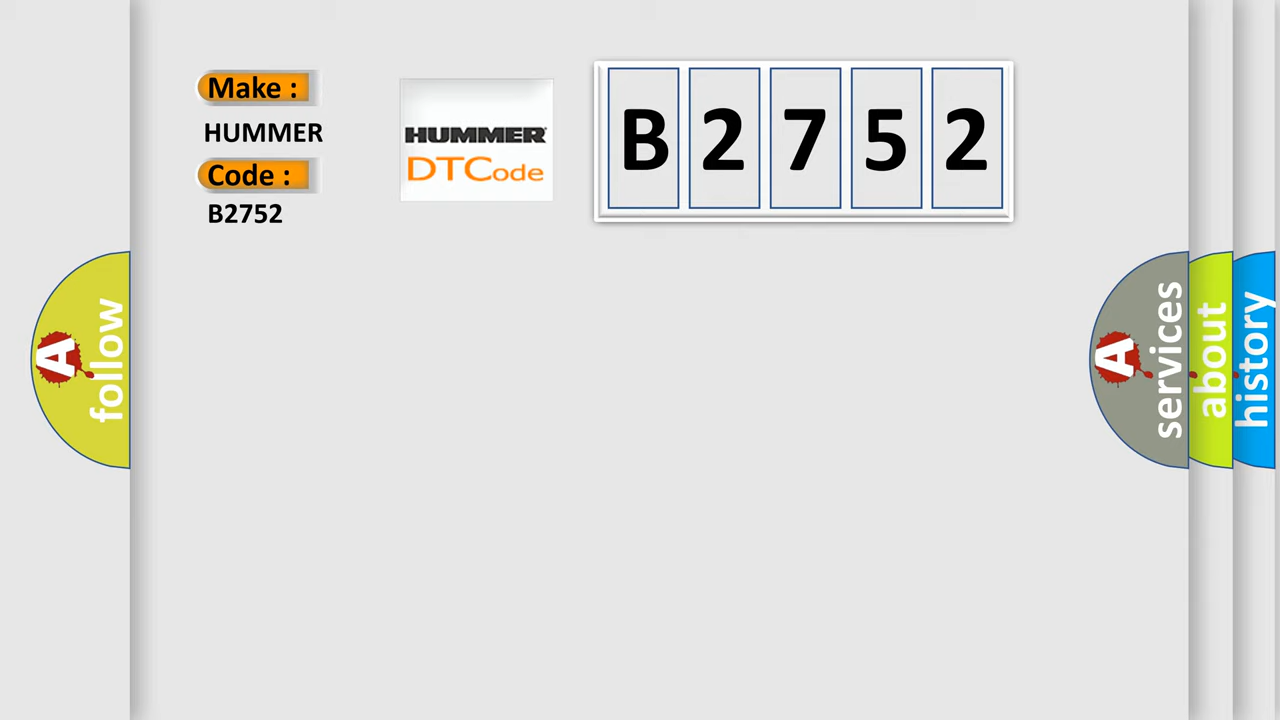 Make :
HUMMER
Code :
B2752
HUMMER
DTCode
B 2 7 5 2
A
follow
A
services
about
history